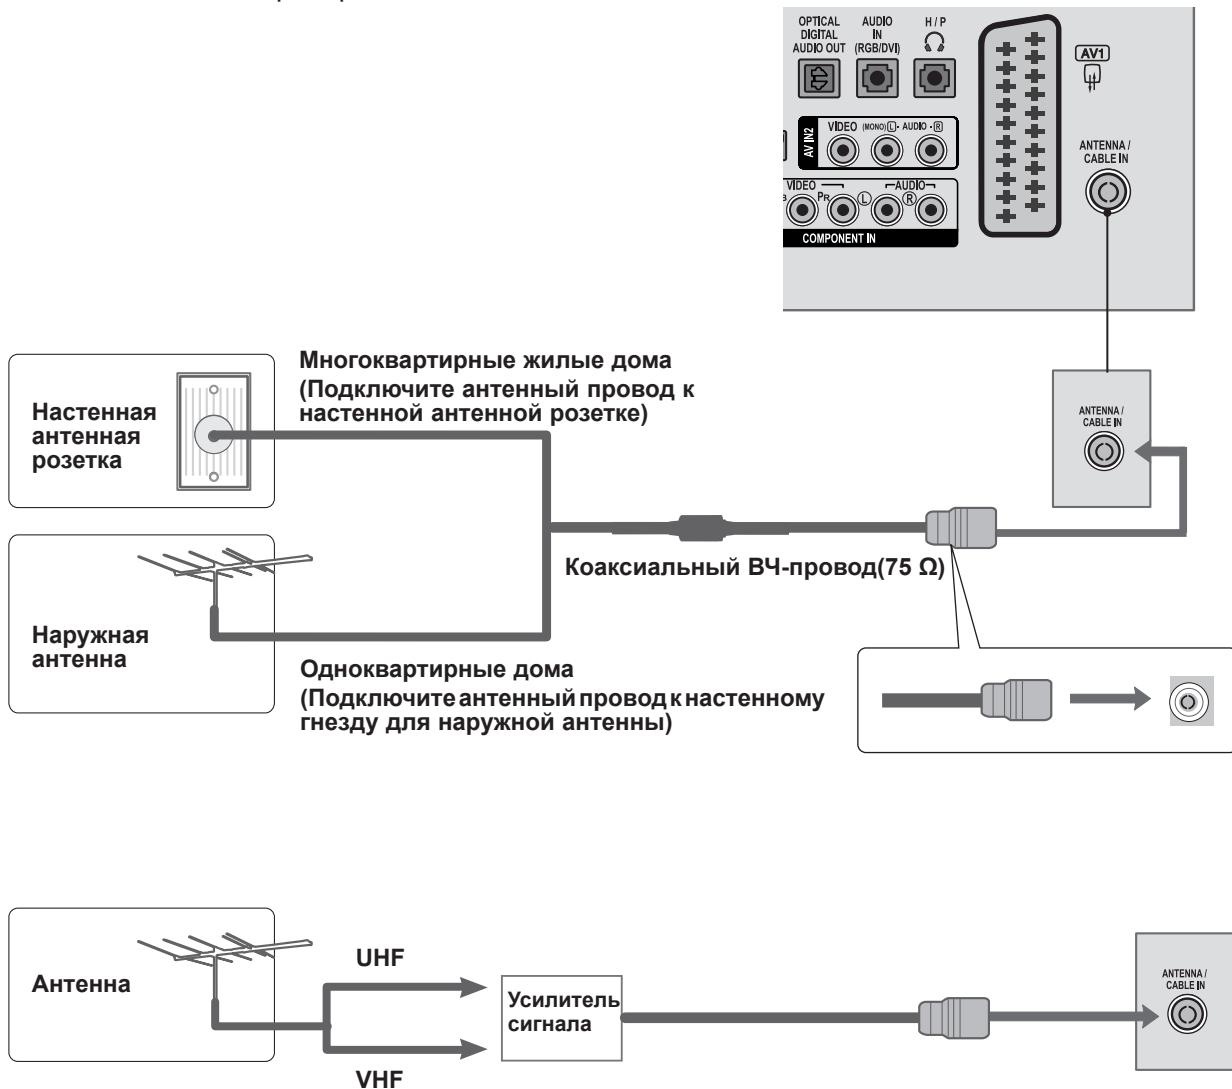 OPTICAL
DIGITAL
AUDIO OUT
AUDIO
IN
(RGB/DVI)
H / P
AV1
AV IN2
VIDEO (MONO) L - AUDIO - R
ANTENNA /
CABLE IN
VIDEO
AUDIO
B PR L R
COMPONENT IN
Многоквартирные жилые дома
(Подключите антенный провод к
настенной антенной розетке)
Настенная
антенная
розетка
ANTENNA /
CABLE IN
Коаксиальный ВЧ-провод(75 Ω)
Наружная
антенна
Одноквартирные дома
(Подключите антенный провод к настенному
гнезду для наружной антенны)
Антенна
UHF
Усилитель
сигнала
VHF
ANTENNA /
CABLE IN